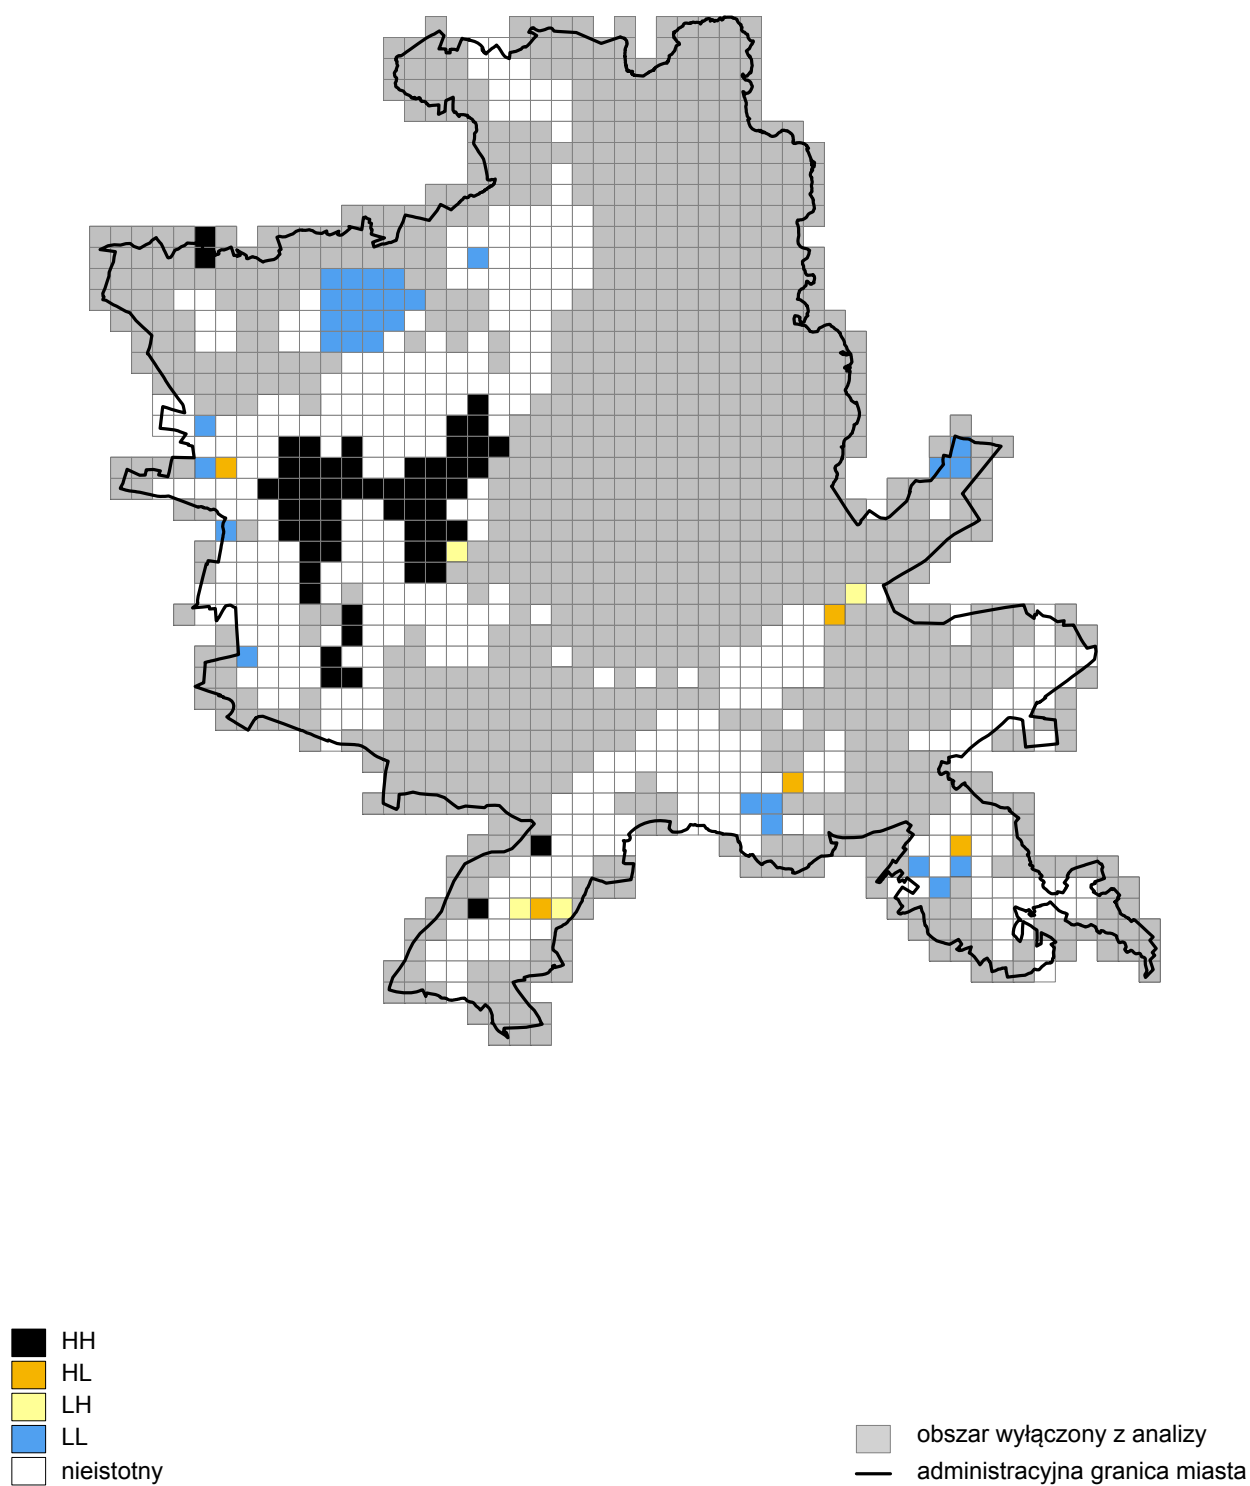 HH
HL
LH
LL
nieistotny
obszar wyłączony z analizy
administracyjna granica miasta